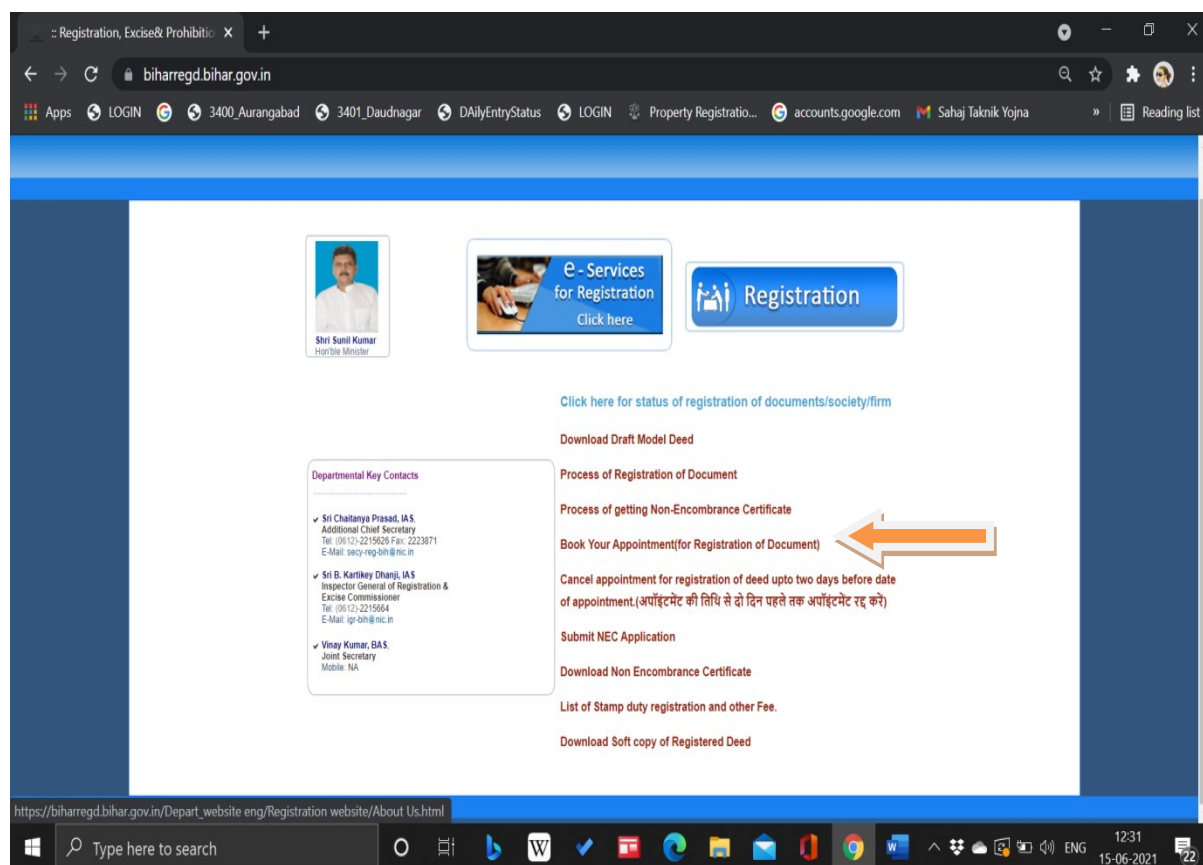 :: Registration, Excise& Prohibitio
biharregd.bihar.gov.in
Apps LOGIN 3400_Aurangabad 3401_Daudnagar DAilyEntryStatus LOGIN Property Registratio... accounts.google.com Sahaj Taknik Yojna » Reading list
Shri Sunil Kumar
Hon'ble Minister
e - Services
for Registration
Click here
Registration
Click here for status of registration of documents/society/firm
Download Draft Model Deed
Process of Registration of Document
Process of getting Non-Encombrance Certificate
Book Your Appointment(for Registration of Document)
Cancel appointment for registration of deed upto two days before date
of appointment.(अपॉइंटमेंट की तिथि से दो दिन पहले तक अपॉइंटमेंट रद्द करें)
Submit NEC Application
Download Non Encombrance Certificate
List of Stamp duty registration and other Fee.
Download Soft copy of Registered Deed
Departmental Key Contacts
Sri Chaitanya Prasad, IAS,
Additional Chief Secretary
Tel: (0612)-2215626 Fax: 2223871
E-Mail: secy-reg-bih@nic.in
Sri B. Kartikey Dhanji, IAS
Inspector General of Registration &
Excise Commissioner
Tel: (0612)-2215664
E-Mail: igr-bih@nic.in
Vinay Kumar, BAS,
Joint Secretary
Mobile: NA
https://biharregd.bihar.gov.in/Depart_website eng/Registration website/About Us.html
Type here to search
W
W
ENG
12:31
15-06-2021
22